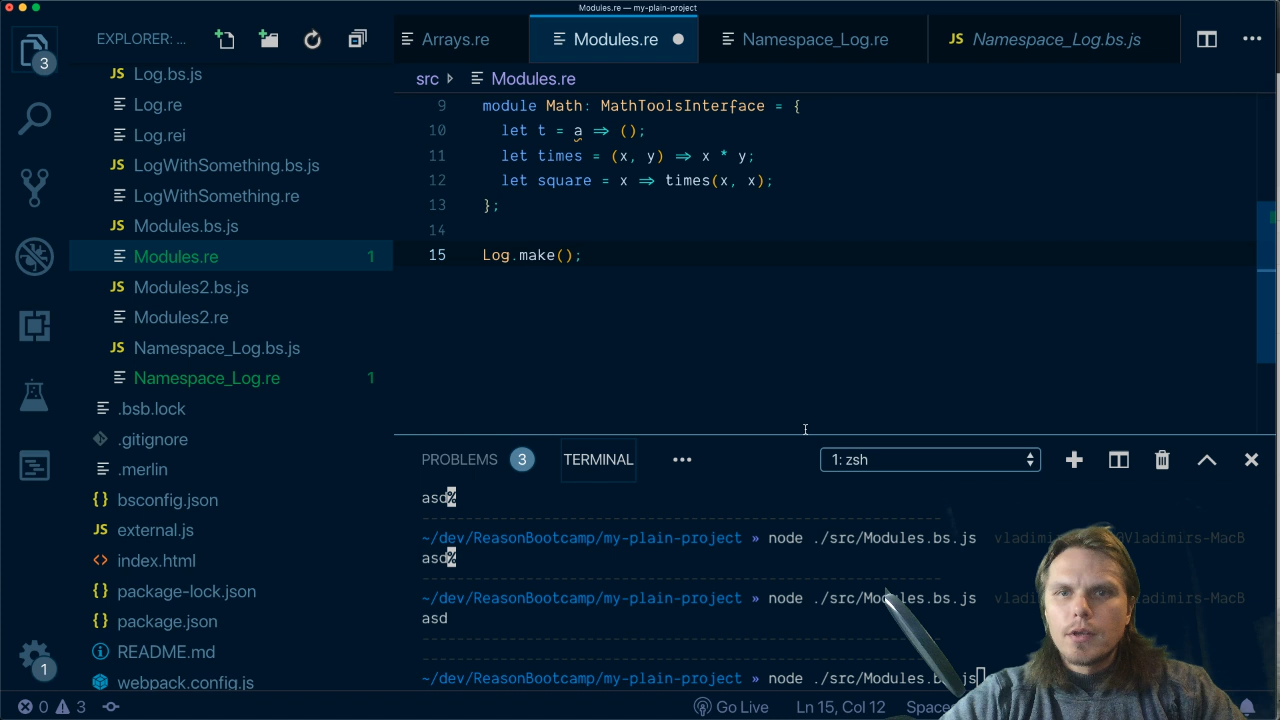 Modules.re — my-plain-project
EXPLORER: ...
Arrays.re
Modules.re
Namespace_Log.re
JS Namespace_Log.bs.js
3
JS Log.bs.js
Log.re
Log.rei
JS LogWithSomething.bs.js
LogWithSomething.re
JS Modules.bs.js
Modules.re 1
JS Modules2.bs.js
Modules2.re
JS Namespace_Log.bs.js
Namespace_Log.re 1
.bsb.lock
.gitignore
.merlin
{} bsconfig.json
JS external.js
<> index.html
{} package-lock.json
{} package.json
README.md
webpack.config.js
1
src Modules.re
9 module Math: MathToolsInterface = {
10 let t = a ⇒ ();
11 let times = (x, y) ⇒ x * y;
12 let square = x ⇒ times(x, x);
13 };
14
15 Log.make();
PROBLEMS 3 TERMINAL ... 1: zsh
asd%
~/dev/ReasonBootcamp/my-plain-project » node ./src/Modules.bs.js
asd%
~/dev/ReasonBootcamp/my-plain-project » node ./src/Modules.bs.js
asd
~/dev/ReasonBootcamp/my-plain-project » node ./src/Modules.bs.js
0 3 Go Live Ln 15, Col 12